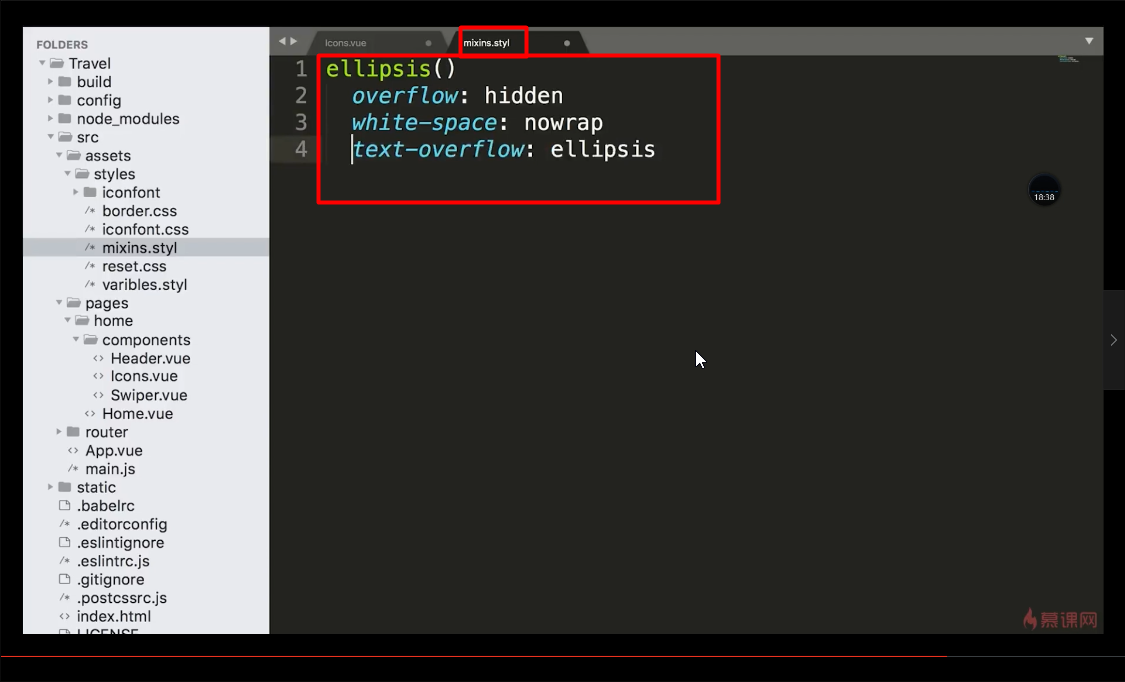 FOLDERS
Travel
build
config
node_modules
src
assets
styles
iconfont
border.css
iconfont.css
mixins.styl
reset.css
varibles.styl
pages
home
components
Header.vue
Icons.vue
Swiper.vue
Home.vue
router
App.vue
main.js
static
.babelrc
.editorconfig
.eslintignore
.eslintrc.js
.gitignore
.postcssrc.js
index.html
LICENSE
Icons.vue
mixins.styl
1 ellipsis()
2 overflow: hidden
3 white-space: nowrap
4 text-overflow: ellipsis
18:38
慕课网